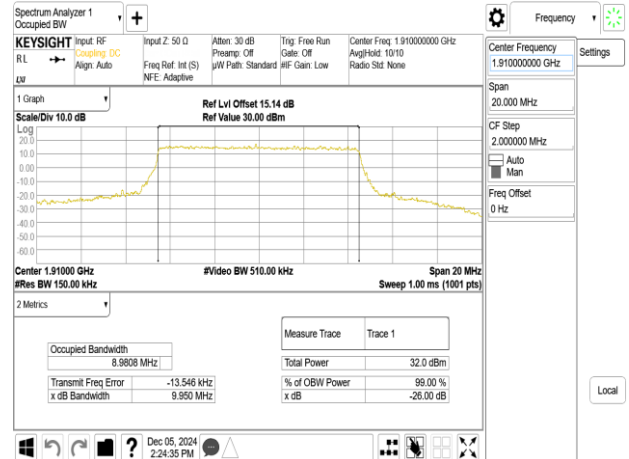 Spectrum Analyzer 1
Occupied BW
Frequency
KEYSIGHT
RL
Input: RF
Coupling: DC
Align: Auto
Input Z: 50 Ω
Freq Ref: Int (S)
NFE: Adaptive
Atten: 30 dB
Preamp: Off
µW Path: Standard
Trig: Free Run
Gate: Off
#IF Gain: Low
Center Freq: 1.910000000 GHz
Avg|Hold: 10/10
Radio Std: None
Center Frequency
1.910000000 GHz
Settings
Span
20.000 MHz
CF Step
2.000000 MHz
Auto
Man
Freq Offset
0 Hz
Local
1 Graph
Scale/Div 10.0 dB
Ref Lvl Offset 15.14 dB
Ref Value 30.00 dBm
Log
20.0
10.0
0.00
-10.0
-20.0
-30.0
-40.0
-50.0
-60.0
Center 1.91000 GHz
#Video BW 510.00 kHz
Span 20 MHz
#Res BW 150.00 kHz
Sweep 1.00 ms (1001 pts)
2 Metrics
Measure Trace Trace 1
Occupied Bandwidth
8.9808 MHz
Total Power 32.0 dBm
Transmit Freq Error -13.546 kHz
% of OBW Power 99.00 %
x dB Bandwidth 9.950 MHz
x dB -26.00 dB
?
Dec 05, 2024
2:24:35 PM